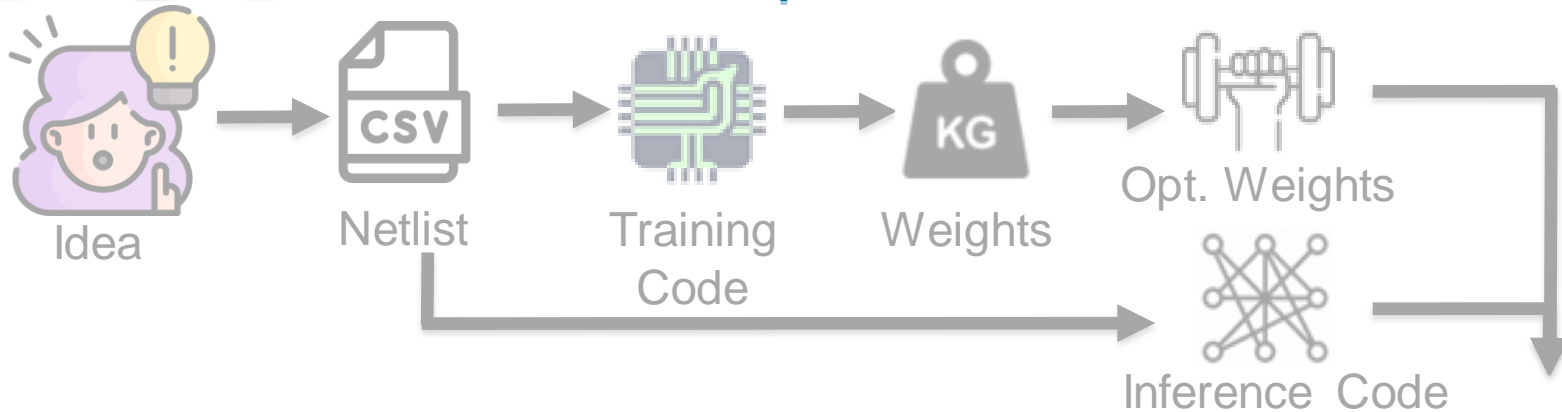 CSV
KG
Opt. Weights
Idea
Netlist
Training
Code
Weights
Inference Code